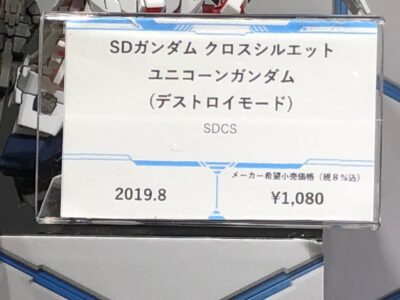 SDガンダム クロスシルエット
ユニコーンガンダム
(デストロイモード)
SDCS
メーカー希望小売価格(税8%込)
2019.8 ¥1,080